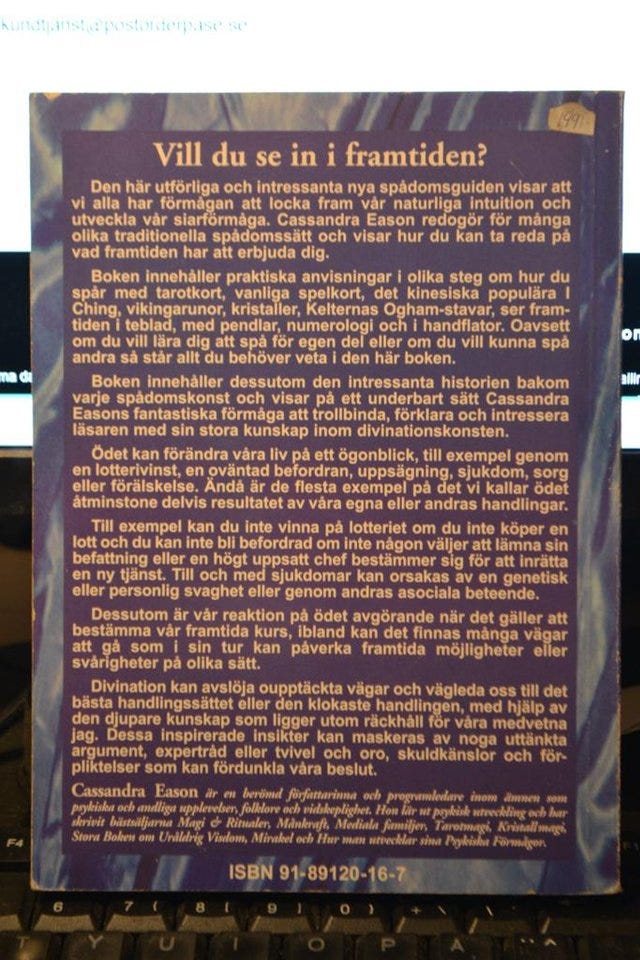 kundtjanst@postorderpase.se
Vill du se in i framtiden?
Den här utförliga och intressanta nya spådomsguiden visar att
vi alla har förmågan att locka fram vår naturliga intuition och
utveckla vår siarförmåga. Cassandra Eason redogör för många
olika traditionella spådomssätt och visar hur du kan ta reda på
vad framtiden har att erbjuda dig.
Boken innehåller praktiska anvisningar i olika steg om hur du
spår med tarotkort, vanliga spelkort, det kinesiska populära I
Ching, vikingarunor, kristaller, Kelternas Ogham-stavar, ser fram-
tiden i teblad, med pendlar, numerologi och i handflator. Oavsett
om du vill lära dig att spå för egen del eller om du vill kunna spå
andra så står allt du behöver veta i den här boken.
Boken innehåller dessutom den intressanta historien bakom
varje spådomskonst och visar på ett underbart sätt Cassandra
Easons fantastiska förmåga att trollbinda, förklara och intressera
läsaren med sin stora kunskap inom divinationskonsten.
Ödet kan förändra våra liv på ett ögonblick, till exempel genom
en lotterivinst, en oväntad befordran, uppsägning, sjukdom, sorg
eller förälskelse. Ändå är de flesta exempel på det vi kallar ödet
åtminstone delvis resultatet av våra egna eller andras handlingar.
Till exempel kan du inte vinna på lotteriet om du inte köper en
lott och du kan inte bli befordrad om inte någon väljer att lämna sin
befattning eller en högt uppsatt chef bestämmer sig för att inrätta
en ny tjänst. Till och med sjukdomar kan orsakas av en genetisk
eller personlig svaghet eller genom andras asociala beteende.
Dessutom är vår reaktion på ödet avgörande när det gäller att
bestämma vår framtida kurs, ibland kan det finnas många vägar
att gå som i sin tur kan påverka framtida möjligheter eller
svårigheter på olika sätt.
Divination kan avslöja oupptäckta vägar och vägleda oss till det
bästa handlingssättet eller den klokaste handlingen, med hjälp av
den djupare kunskap som ligger utom räckhåll för våra medvetna
jag. Dessa inspirerade insikter kan maskeras av noga uttänkta
argument, expertråd eller tvivel och oro, skuldkänslor och för-
pliktelser som kan fördunkla våra beslut.
Cassandra Eason är en berömd författarinna och programledare inom ämnen som
psykiska och andliga upplevelser, folklore och vidskeplighet. Hon lär ut psykisk utveckling och har
skrivit bästsäljarna Magi & Ritualer, Månkraft, Mediala familjer, Tarotmagi, Kristallmagi,
Stora Boken om Uråldrig Visdom, Mirakel och Hur man utvecklar sina Psykiska Förmågor.
ISBN 91-89120-16-7
F4
6 7 { 8 [ 9 ] 0 } + \
T Y U I O P Å